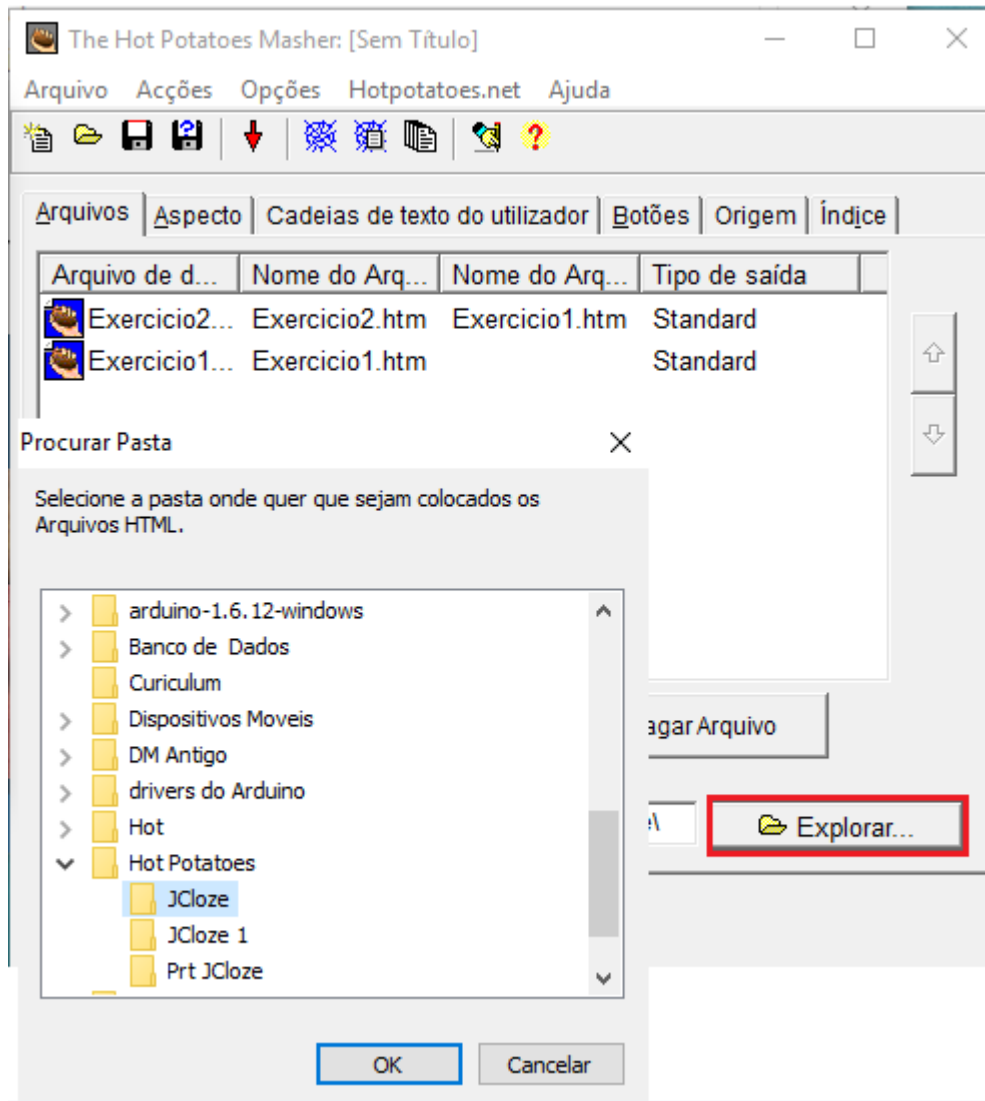 The Hot Potatoes Masher: [Sem Título]
Arquivo Acções Opções Hotpotatoes.net Ajuda
Arquivos Aspecto Cadeias de texto do utilizador Botões Origem Índice
Arquivo de d... Nome do Arq... Nome do Arq... Tipo de saída
Exercicio2... Exercicio2.htm Exercicio1.htm Standard
Exercicio1... Exercicio1.htm Standard
Procurar Pasta
Selecione a pasta onde quer que sejam colocados os
Arquivos HTML.
arduino-1.6.12-windows
Banco de Dados
Curiculum
Dispositivos Moveis
DM Antigo
drivers do Arduino
Hot
Hot Potatoes
JCloze
JCloze 1
Prt JCloze
agar Arquivo
Explorar...
OK Cancelar